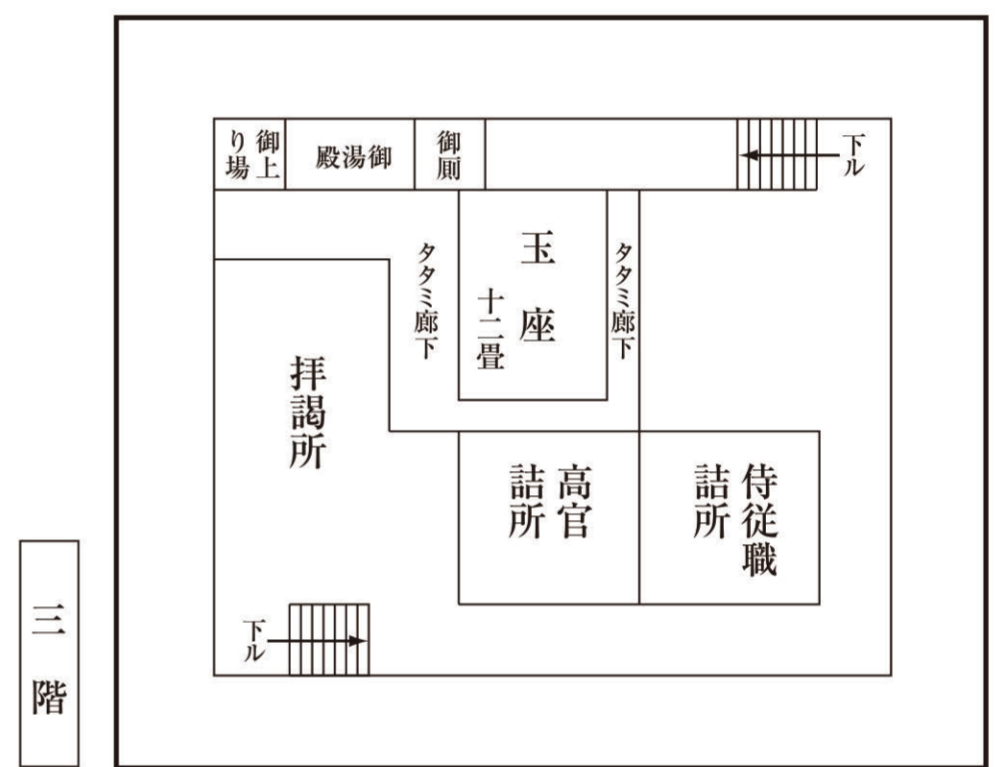 御上
り場
御湯殿
御厠
下ル
タタミ廊下
玉座
十二畳
タタミ廊下
拝謁所
高官
詰所
侍従職
詰所
下ル
三階